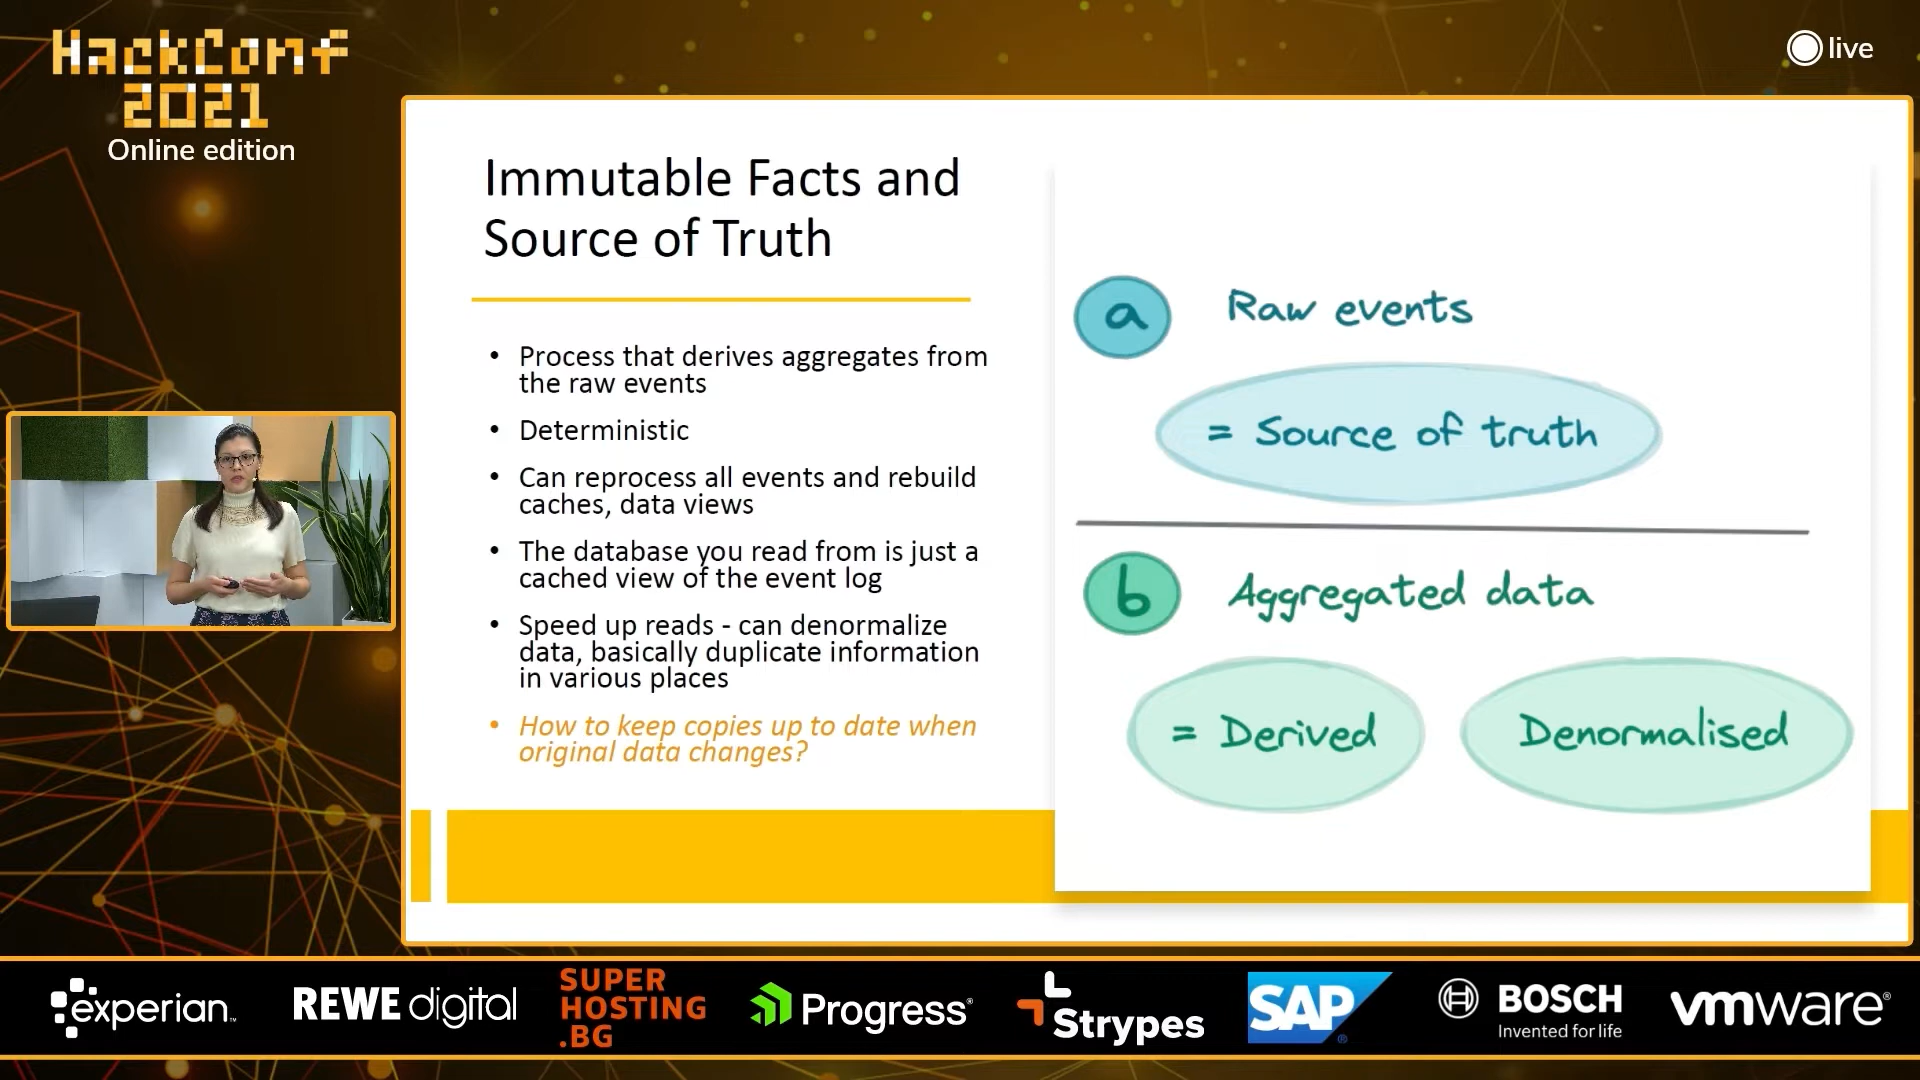 HackConf
2021
Online edition
live
Immutable Facts and
Source of Truth
• Process that derives aggregates from
the raw events
• Deterministic
• Can reprocess all events and rebuild
caches, data views
• The database you read from is just a
cached view of the event log
• Speed up reads - can denormalize
data, basically duplicate information
in various places
• How to keep copies up to date when
original data changes?
a Raw events
= Source of truth
b Aggregated data
= Derived Denormalised
experian™
REWE digital
SUPER
HOSTING
.BG
Progress®
Strypes
SAP®
BOSCH
Invented for life
vmware®